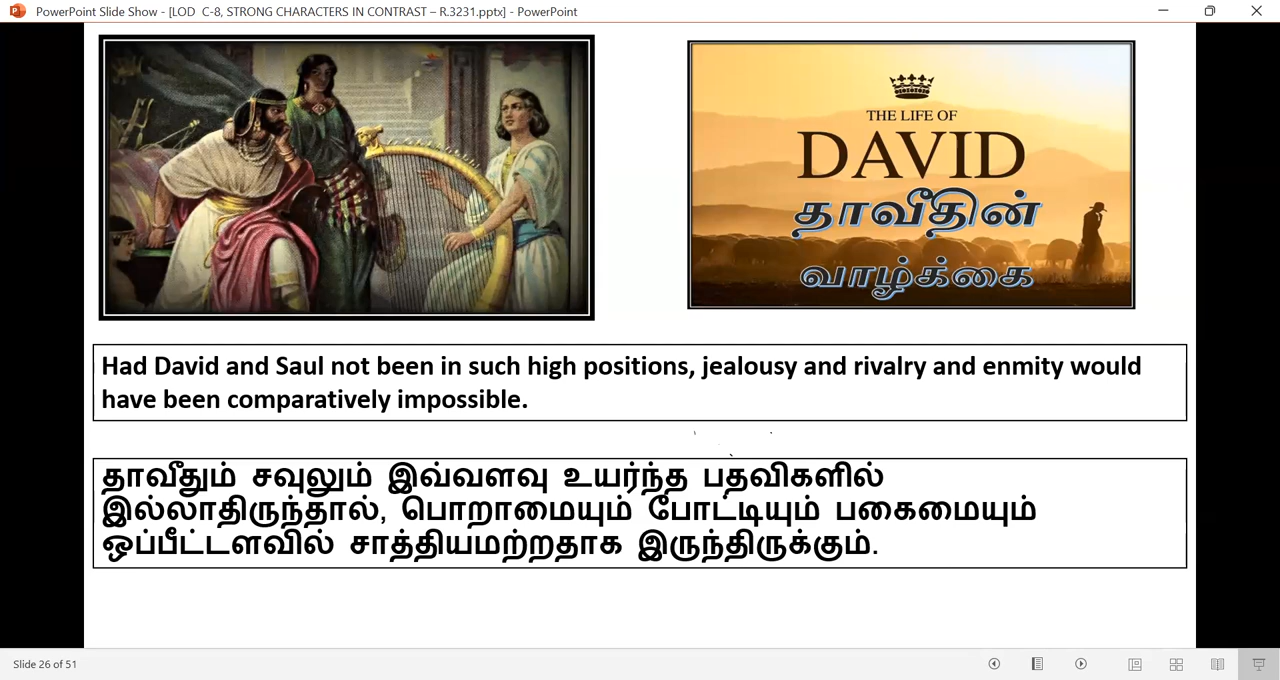 PowerPoint Slide Show - [LOD  C-8, STRONG CHARACTERS IN CONTRAST – R.3231.pptx] - PowerPoint
THE LIFE OF
DAVID
தாவீதின்
வாழ்க்கை
Had David and Saul not been in such high positions, jealousy and rivalry and enmity would
have been comparatively impossible.
தாவீதும் சவுலும் இவ்வளவு உயர்ந்த பதவிகளில்
இல்லாதிருந்தால், பொறாமையும் போட்டியும் பகைமையும்
ஒப்பீட்டளவில் சாத்தியமற்றதாக இருந்திருக்கும்.
Slide 26 of 51